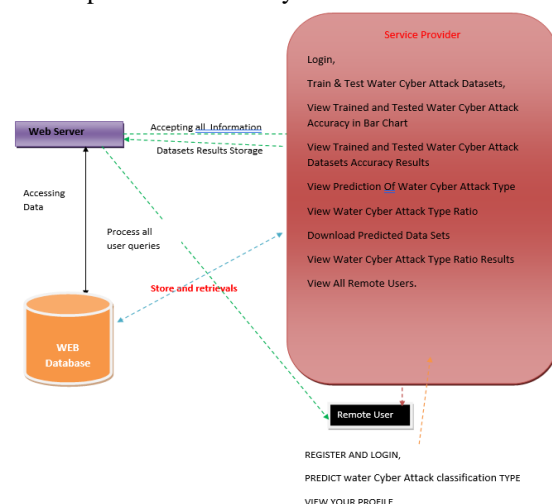 Service Provider
Login,
Train & Test Water Cyber Attack Datasets,
View Trained and Tested Water Cyber Attack
Accuracy in Bar Chart
View Trained and Tested Water Cyber Attack
Datasets Accuracy Results
View Prediction Of Water Cyber Attack Type
View Water Cyber Attack Type Ratio
Download Predicted Data Sets
View Water Cyber Attack Type Ratio Results
View All Remote Users.
Web Server
Accepting all Information
Datasets Results Storage
Accessing
Data
Process all
user queries
Store and retrievals
WEB
Database
Remote User
REGISTER AND LOGIN,
PREDICT water Cyber Attack classification TYPE
VIEW YOUR PROFILE